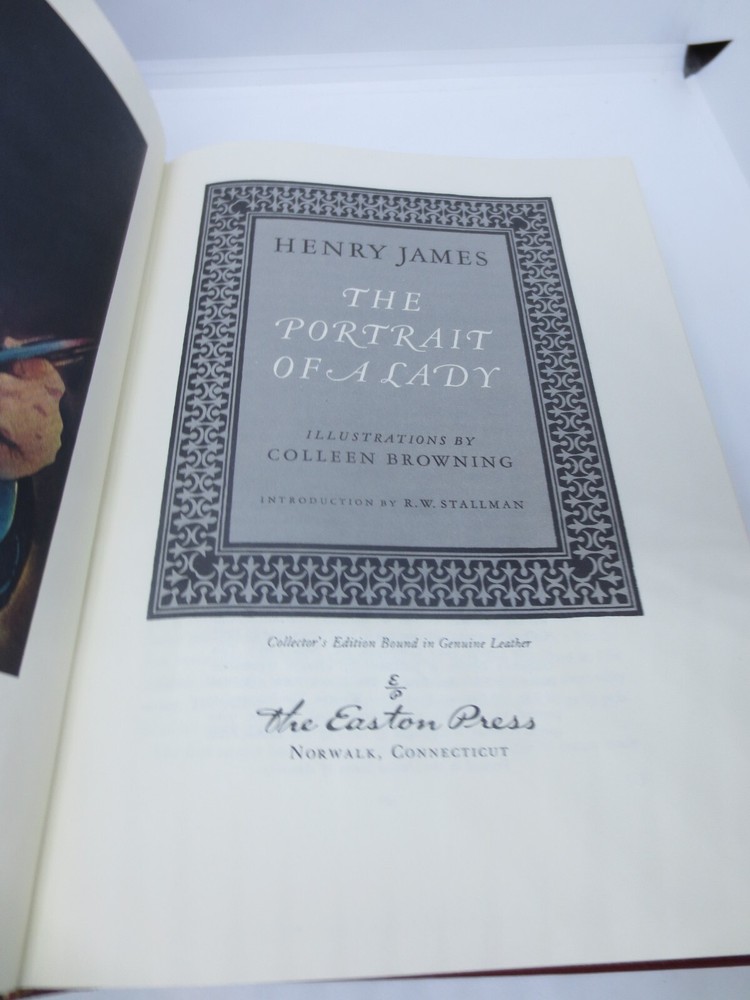 HENRY JAMES
THE
PORTRAIT
OF A LADY
ILLUSTRATIONS BY
COLLEEN BROWNING
INTRODUCTION BY R.W. STALLMAN
Collector's Edition Bound in Genuine Leather
E
P
the Easton Press
NORWALK, CONNECTICUT